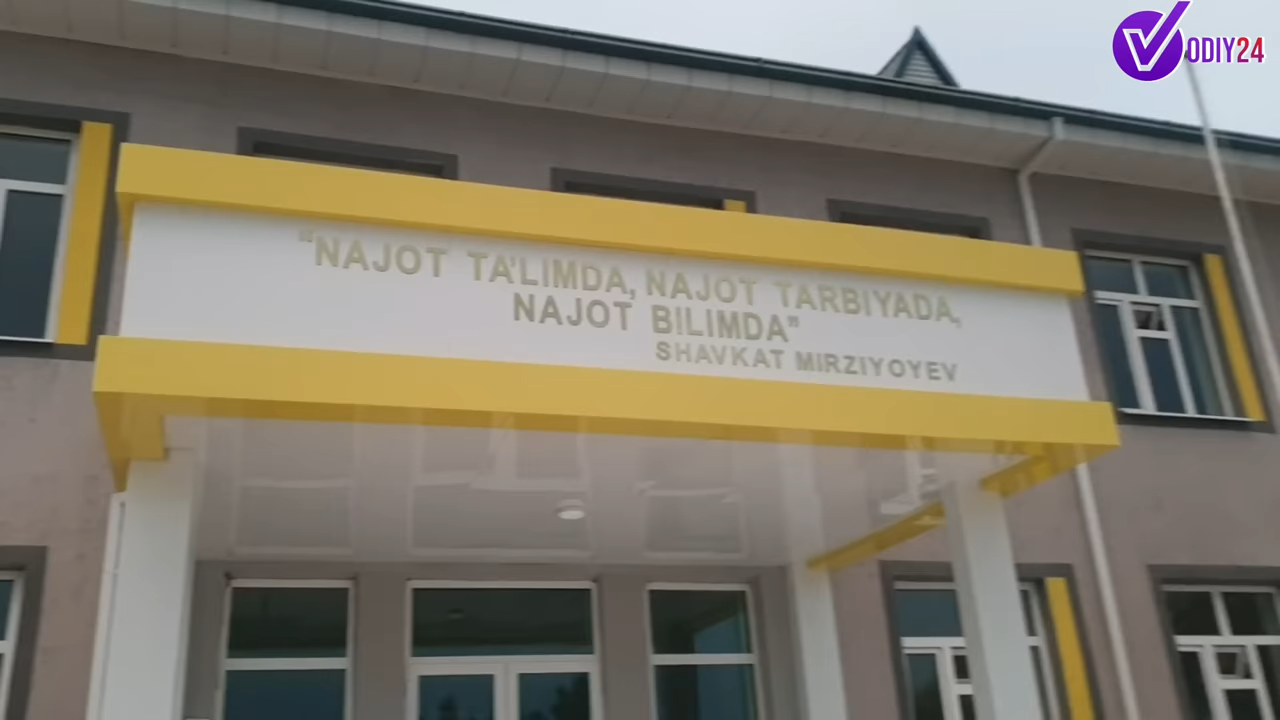 VODIY24
"NAJOT TA'LIMDA, NAJOT TARBIYADA,
NAJOT BILIMDA"
SHAVKAT MIRZIYOYEV